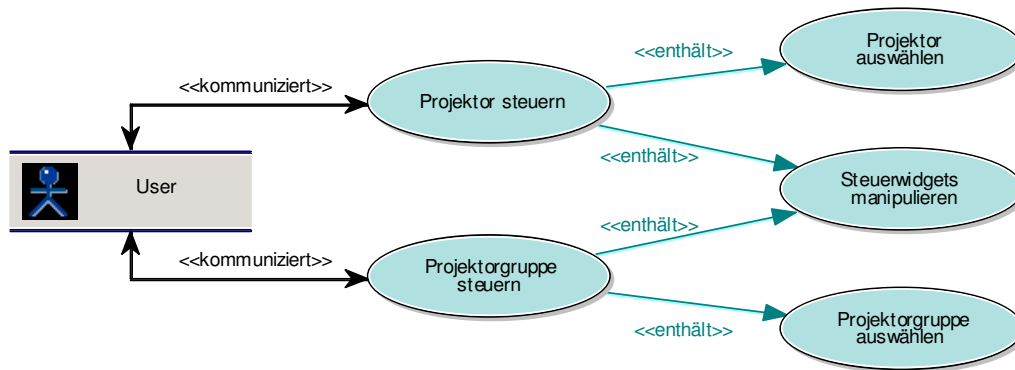 Projektor
auswählen
<<enthält>>
<<kommuniziert>>
Projektor steuern
<<enthält>>
User
Steuerwidgets
manipulieren
<<enthält>>
<<kommuniziert>>
Projektorgruppe
steuern
<<enthält>>
Projektorgruppe
auswählen